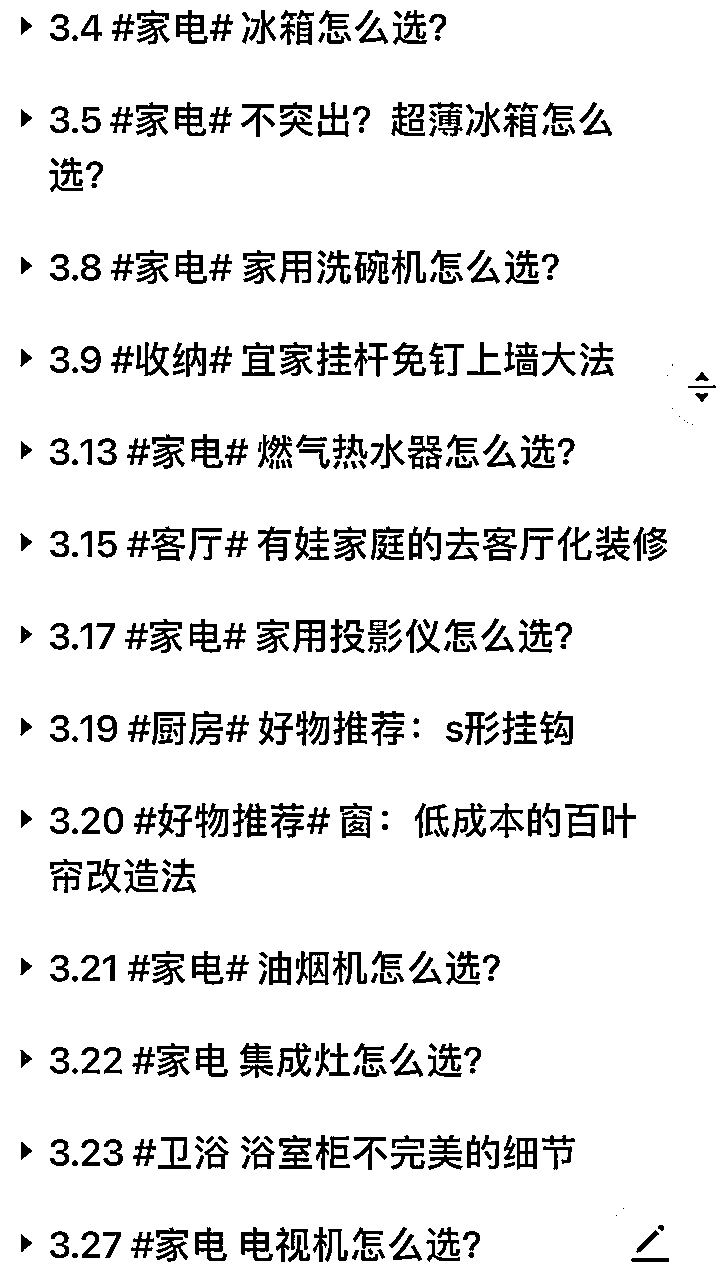 3.4 #家电# 冰箱怎么选？
3.5 #家电# 不突出？超薄冰箱怎么
选？
3.8 #家电# 家用洗碗机怎么选？
3.9 #收纳# 宜家挂杆免钉上墙大法
3.13 #家电# 燃气热水器怎么选？
3.15 #客厅# 有娃家庭的去客厅化装修
3.17 #家电# 家用投影仪怎么选？
3.19 #厨房# 好物推荐：s形挂钩
3.20 #好物推荐# 窗：低成本的百叶
帘改造法
3.21 #家电# 油烟机怎么选？
3.22 #家电 集成灶怎么选？
3.23 #卫浴 浴室柜不完美的细节
3.27 #家电 电视机怎么选？